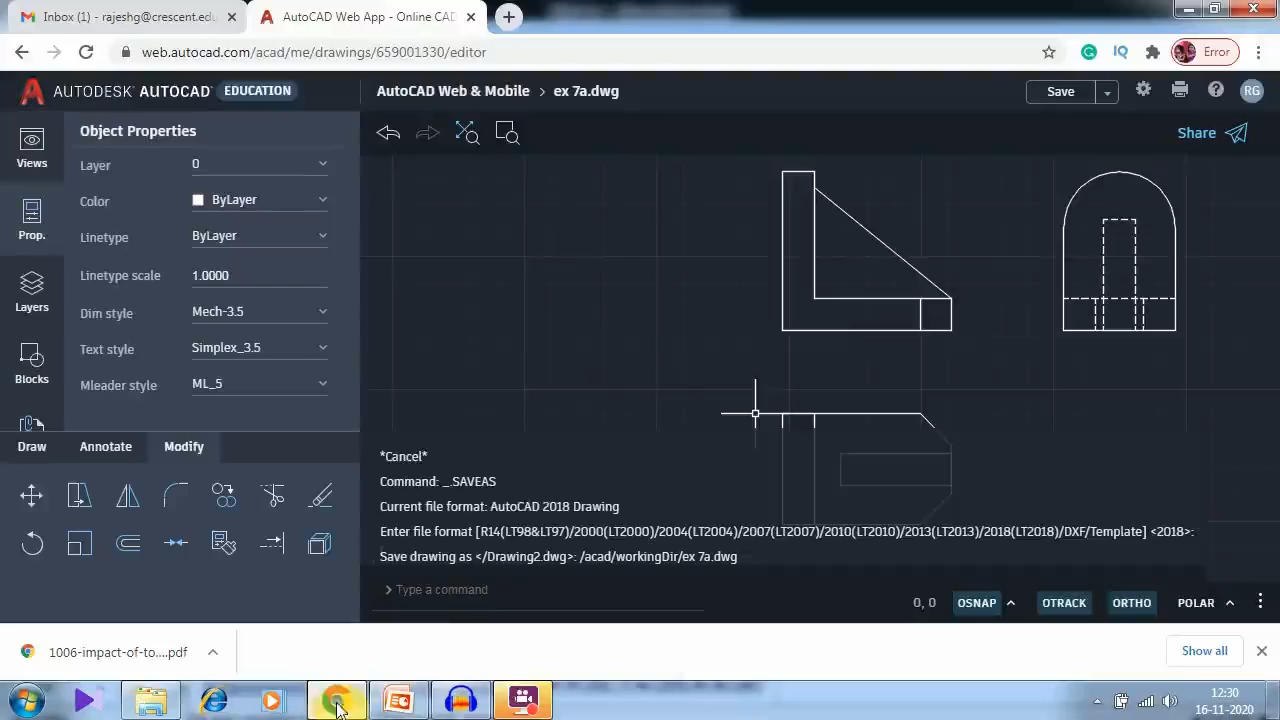 Inbox (1) - rajeshg@crescent.edu
AutoCAD Web App - Online CAD
web.autocad.com/acad/me/drawings/659001330/editor
Error
AUTODESK AUTOCAD EDUCATION
AutoCAD Web & Mobile > ex 7a.dwg
Save
RG
Views
Prop.
Layers
Blocks
Object Properties
Layer 0
Color ByLayer
Linetype ByLayer
Linetype scale 1.0000
Dim style Mech-3.5
Text style Simplex_3.5
Mleader style ML_5
Share
Draw Annotate Modify
*Cancel*
Command: _.SAVEAS
Current file format: AutoCAD 2018 Drawing
Enter file format [R14(LT98&LT97)/2000(LT2000)/2004(LT2004)/2007(LT2007)/2010(LT2010)/2013(LT2013)/2018(LT2018)/DXF/Template] <2018>:
Save drawing as </Drawing2.dwg>: /acad/workingDir/ex 7a.dwg
Type a command
0, 0 OSNAP OTRACK ORTHO POLAR
1006-impact-of-to....pdf
Show all
12:30
16-11-2020